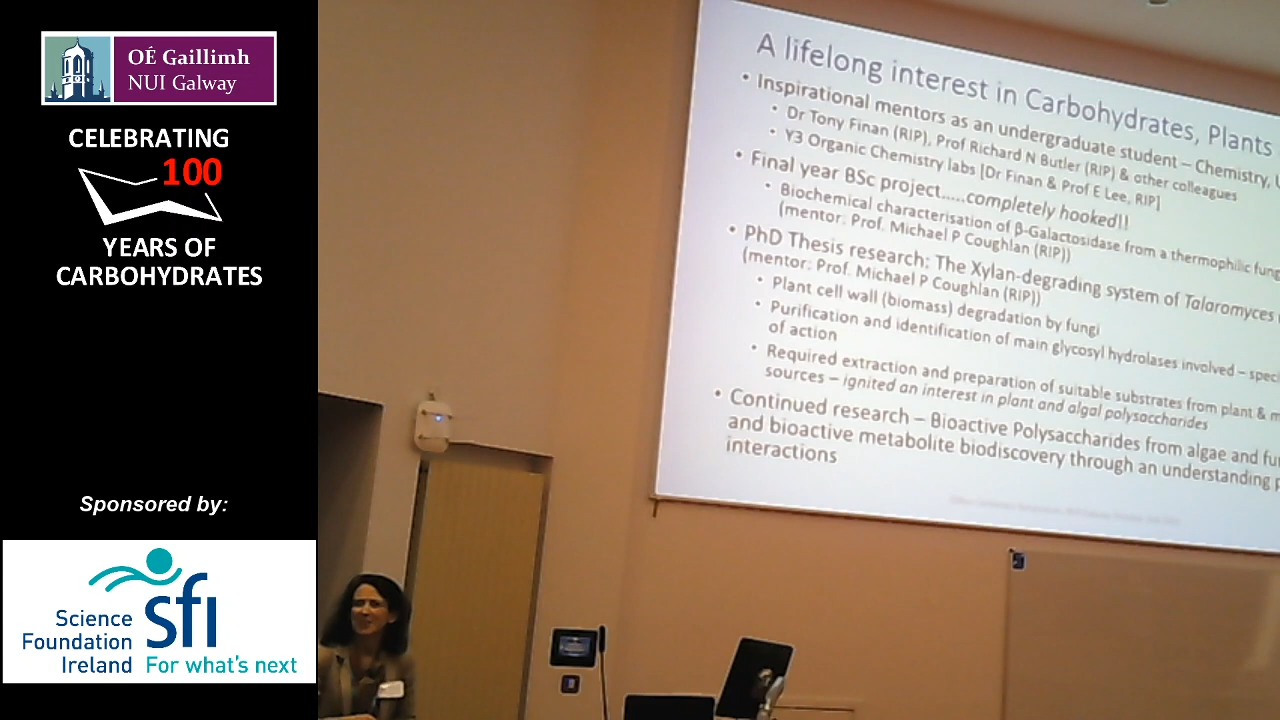 OÉ Gaillimh
NUI Galway
CELEBRATING
100
YEARS OF
CARBOHYDRATES
Sponsored by:
Science
Foundation
Ireland
sfi
For what's next
A lifelong interest in Carbohydrates, Plants
• Inspirational mentors as an undergraduate student – Chemistry, U
• Dr Tony Finan (RIP), Prof Richard N Butler (RIP) & other colleagues
• Y3 Organic Chemistry labs [Dr Finan & Prof E Lee, RIP]
• Final year BSc project.....completely hooked!!
• Biochemical characterisation of β-Galactosidase from a thermophilic fung
(mentor: Prof. Michael P Coughlan (RIP))
• PhD Thesis research; The Xylan-degrading system of Talaromyces
(mentor: Prof. Michael P Coughlan (RIP))
• Plant cell wall (biomass) degradation by fungi
• Purification and identification of main glycosyl hydrolases involved – speci
of action
• Required extraction and preparation of suitable substrates from plant & m
sources – ignited an interest in plant and algal polysaccharides
• Continued research – Bioactive Polysaccharides from algae and fu
and bioactive metabolite biodiscovery through an understanding p
interactions